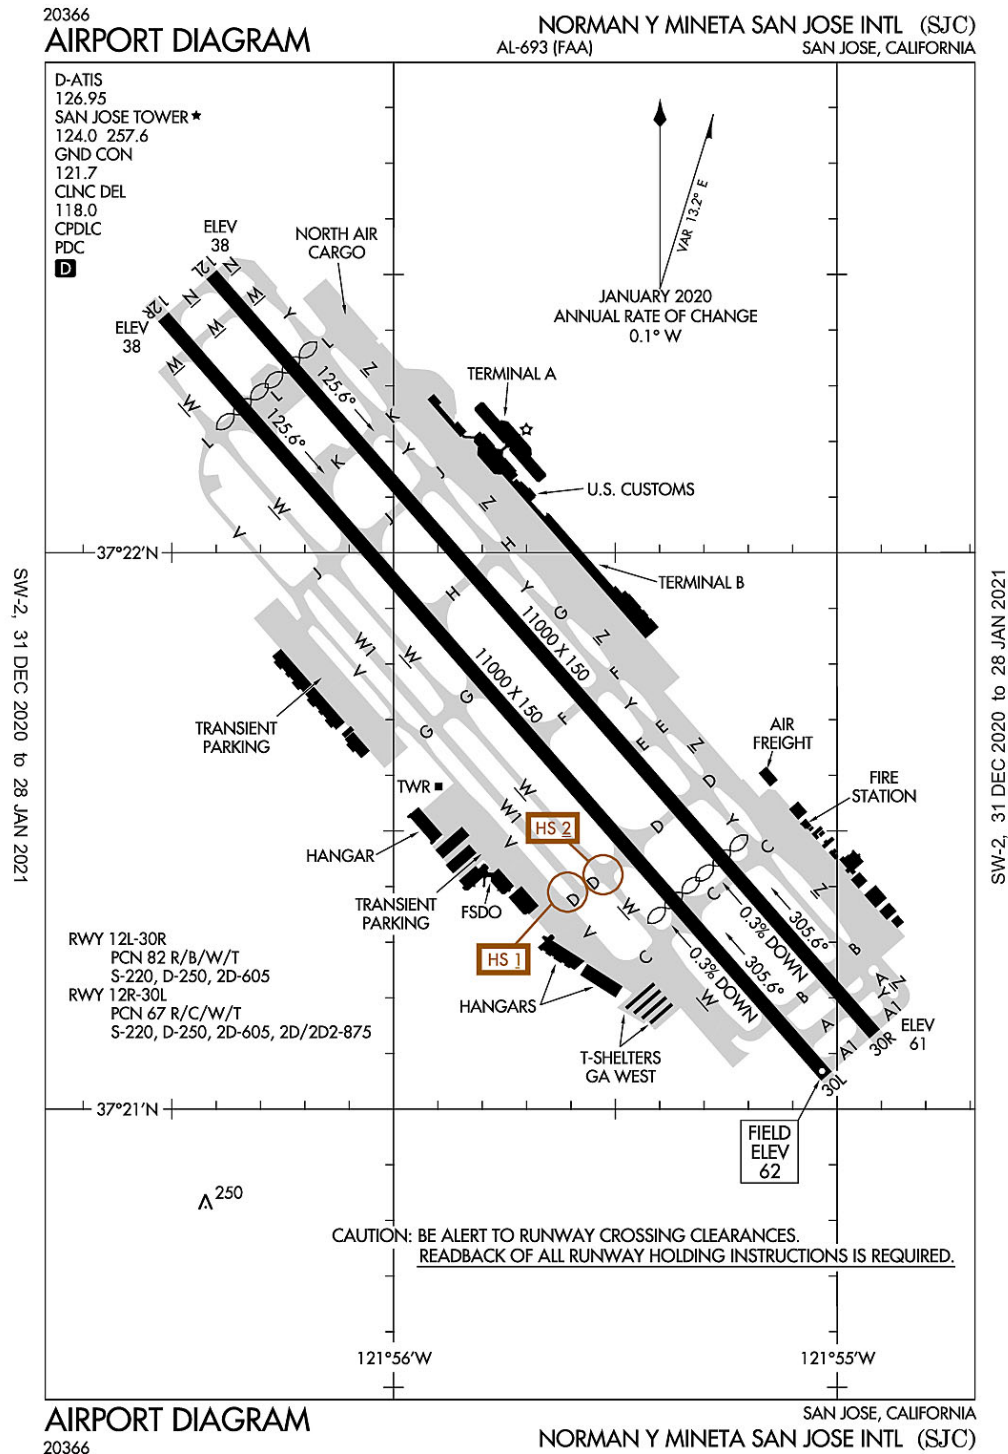 20366
AIRPORT DIAGRAM
AL-693 (FAA)
NORMAN Y MINETA SAN JOSE INTL (SJC)
SAN JOSE, CALIFORNIA
D-ATIS
126.95
SAN JOSE TOWER ★
124.0 257.6
GND CON
121.7
CLNC DEL
118.0
CPDLC
PDC
D
VAR 13.2° E
JANUARY 2020
ANNUAL RATE OF CHANGE
0.1° W
ELEV
38
12L
N
N
W
W
W
W
Y
NORTH AIR
CARGO
12R
ELEV
38
L
L
L
Z
125.6°
125.6°
K
K
Y
J
J
J
TERMINAL A
U.S. CUSTOMS
Z
H
H
W
V
37°22'N
TERMINAL B
Y
G
Z
11000 X 150
11000 X 150
W1
W
V
G
G
F
F
Y
E
E
Z
D
TRANSIENT
PARKING
TWR
AIR
FREIGHT
FIRE
STATION
W
W1
V
HS 2
D
Y
C
Z
HANGAR
TRANSIENT
PARKING
FSDO
D
D
W
C
V
C
HS 1
0.3% DOWN
305.6°
0.3% DOWN
305.6°
B
B
W
A
A
Y
Z
A1
A1
HANGARS
T-SHELTERS
GA WEST
30R
ELEV
61
30L
RWY 12L-30R
PCN 82 R/B/W/T
S-220, D-250, 2D-605
RWY 12R-30L
PCN 67 R/C/W/T
S-220, D-250, 2D-605, 2D/2D2-875
37°21'N
FIELD
ELEV
62
250
CAUTION: BE ALERT TO RUNWAY CROSSING CLEARANCES.
READBACK OF ALL RUNWAY HOLDING INSTRUCTIONS IS REQUIRED.
121°56'W
121°55'W
SW-2, 31 DEC 2020 to 28 JAN 2021
SW-2, 31 DEC 2020 to 28 JAN 2021
AIRPORT DIAGRAM
20366
SAN JOSE, CALIFORNIA
NORMAN Y MINETA SAN JOSE INTL (SJC)